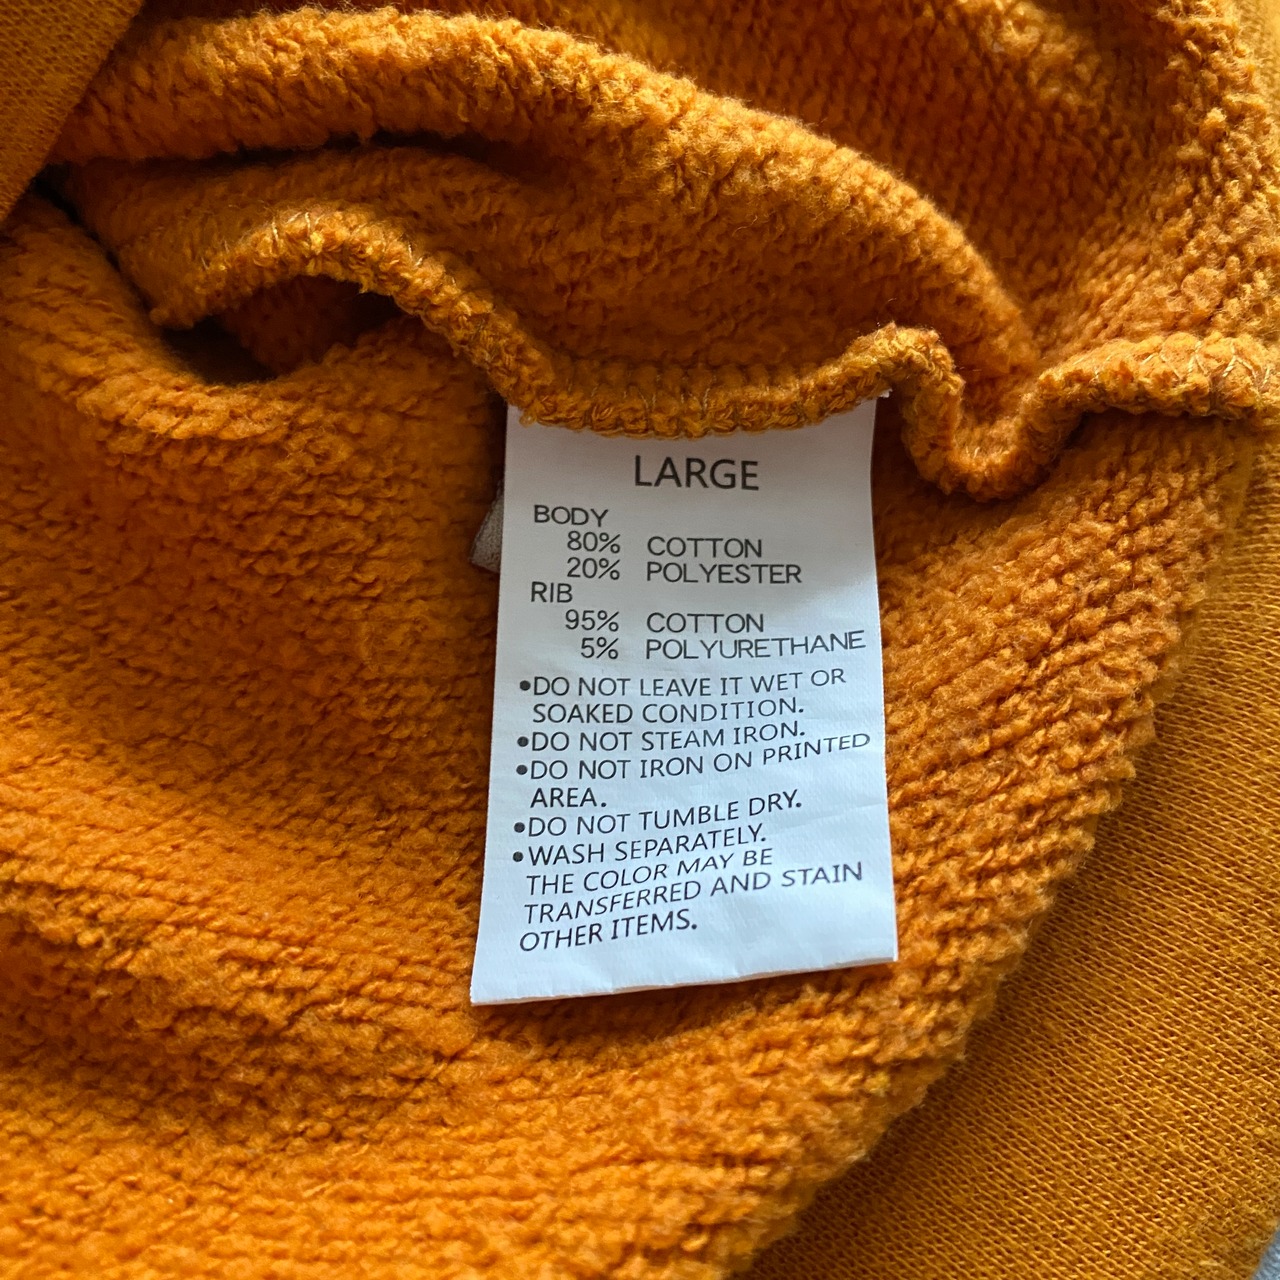 LARGE
BODY
80% COTTON
20% POLYESTER
RIB
95% COTTON
5% POLYURETHANE
•DO NOT LEAVE IT WET OR
SOAKED CONDITION.
•DO NOT STEAM IRON.
•DO NOT IRON ON PRINTED
AREA.
•DO NOT TUMBLE DRY.
•WASH SEPARATELY.
THE COLOR MAY BE
TRANSFERRED AND STAIN
OTHER ITEMS.